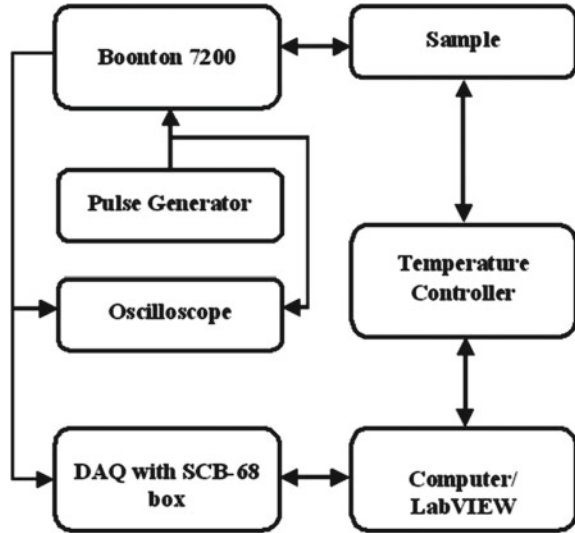 Boonton 7200
Sample
Pulse Generator
Temperature
Controller
Oscilloscope
DAQ with SCB-68
box
Computer/
LabVIEW